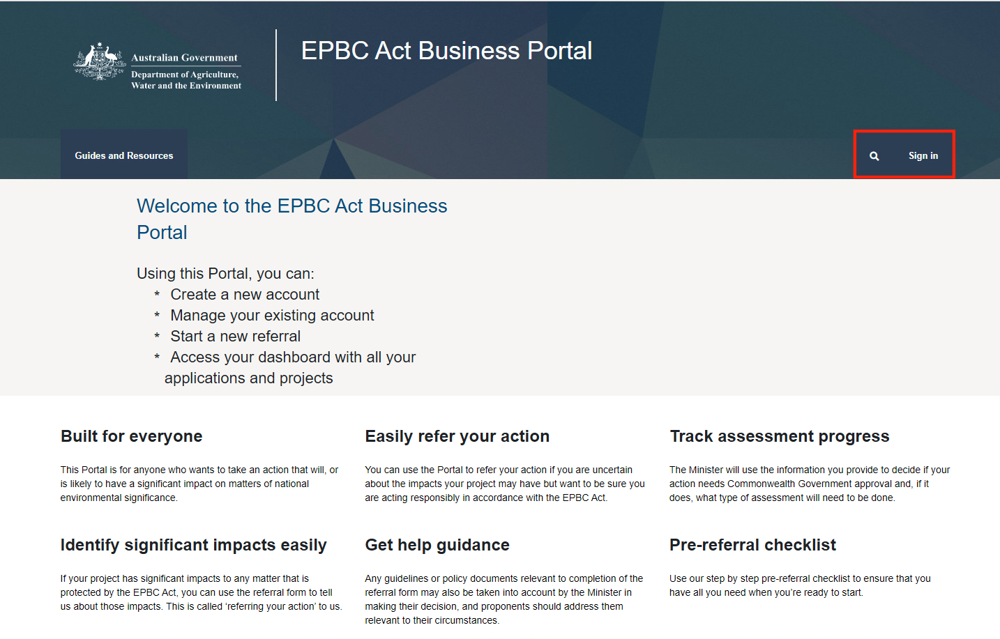 Australian Government
Department of Agriculture,
Water and the Environment
EPBC Act Business Portal
Guides and Resources
Sign in
Welcome to the EPBC Act Business
Portal
Using this Portal, you can:
* Create a new account
* Manage your existing account
* Start a new referral
* Access your dashboard with all your
applications and projects
Built for everyone
This Portal is for anyone who wants to take an action that will, or
is likely to have a significant impact on matters of national
environmental significance.
Easily refer your action
You can use the Portal to refer your action if you are uncertain
about the impacts your project may have but want to be sure you
are acting responsibly in accordance with the EPBC Act.
Track assessment progress
The Minister will use the information you provide to decide if your
action needs Commonwealth Government approval and, if it
does, what type of assessment will need to be done.
Identify significant impacts easily
If your project has significant impacts to any matter that is
protected by the EPBC Act, you can use the referral form to tell
us about those impacts. This is called ‘referring your action’ to us.
Get help guidance
Any guidelines or policy documents relevant to completion of the
referral form may also be taken into account by the Minister in
making their decision, and proponents should address them
relevant to their circumstances.
Pre-referral checklist
Use our step by step pre-referral checklist to ensure that you
have all you need when you’re ready to start.